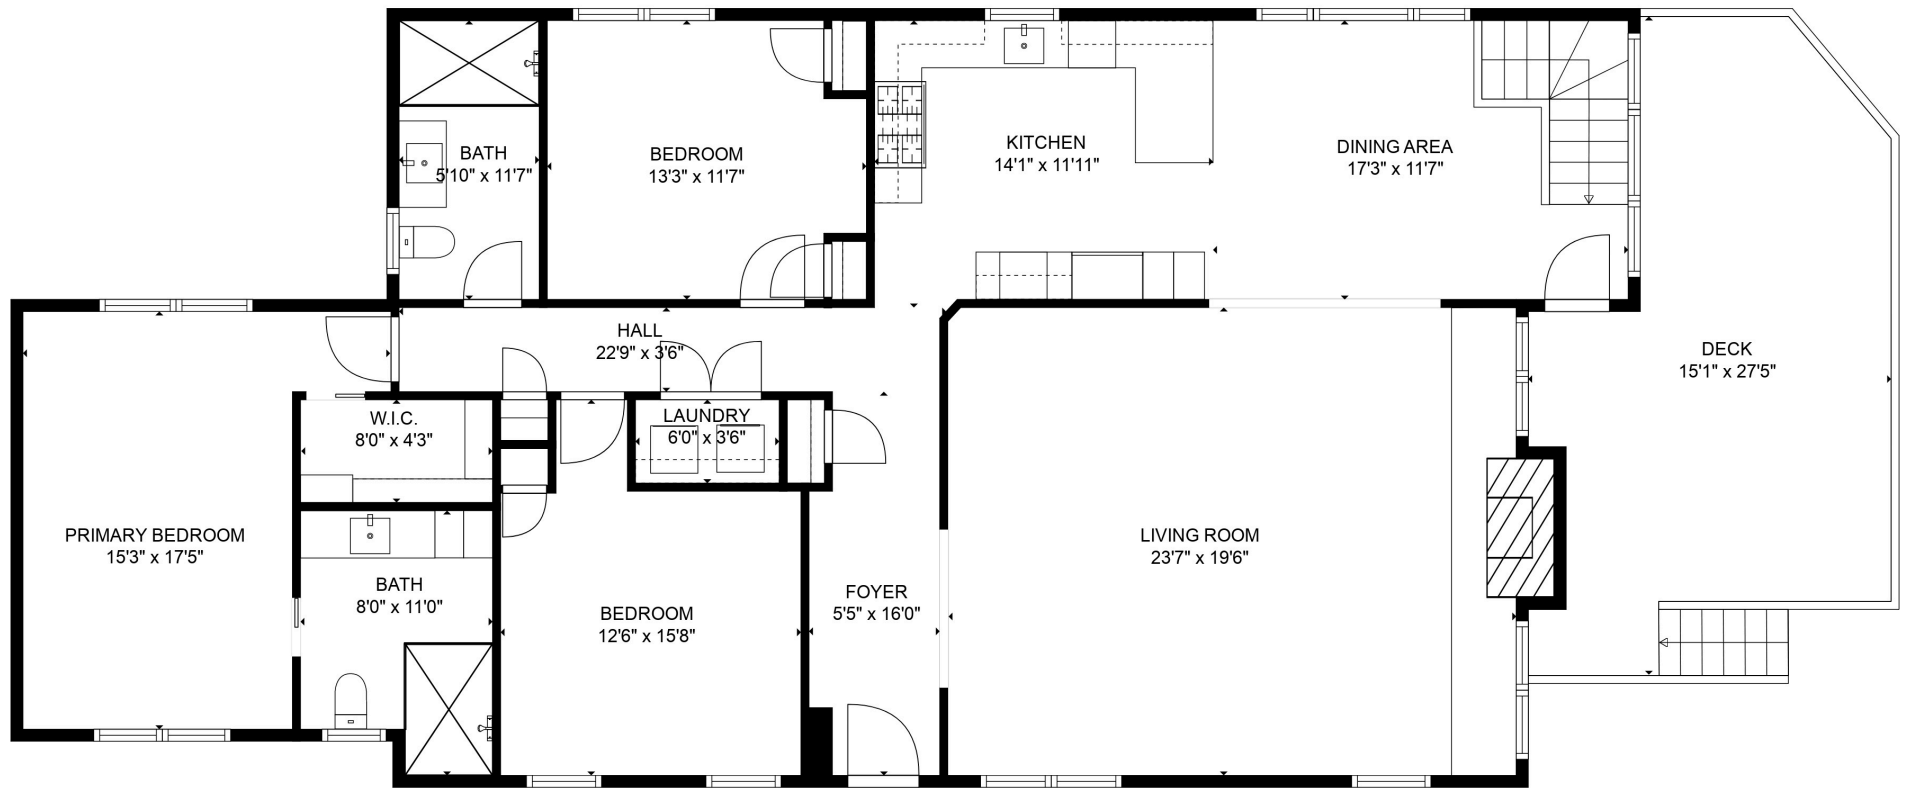 BATH
5'10" x 11'7"
BEDROOM
13'3" x 11'7"
KITCHEN
14'1" x 11'11"
DINING AREA
17'3" x 11'7"
HALL
22'9" x 3'6"
DECK
15'1" x 27'5"
W.I.C.
8'0" x 4'3"
LAUNDRY
6'0" x 3'6"
PRIMARY BEDROOM
15'3" x 17'5"
LIVING ROOM
23'7" x 19'6"
BATH
8'0" x 11'0"
FOYER
5'5" x 16'0"
BEDROOM
12'6" x 15'8"